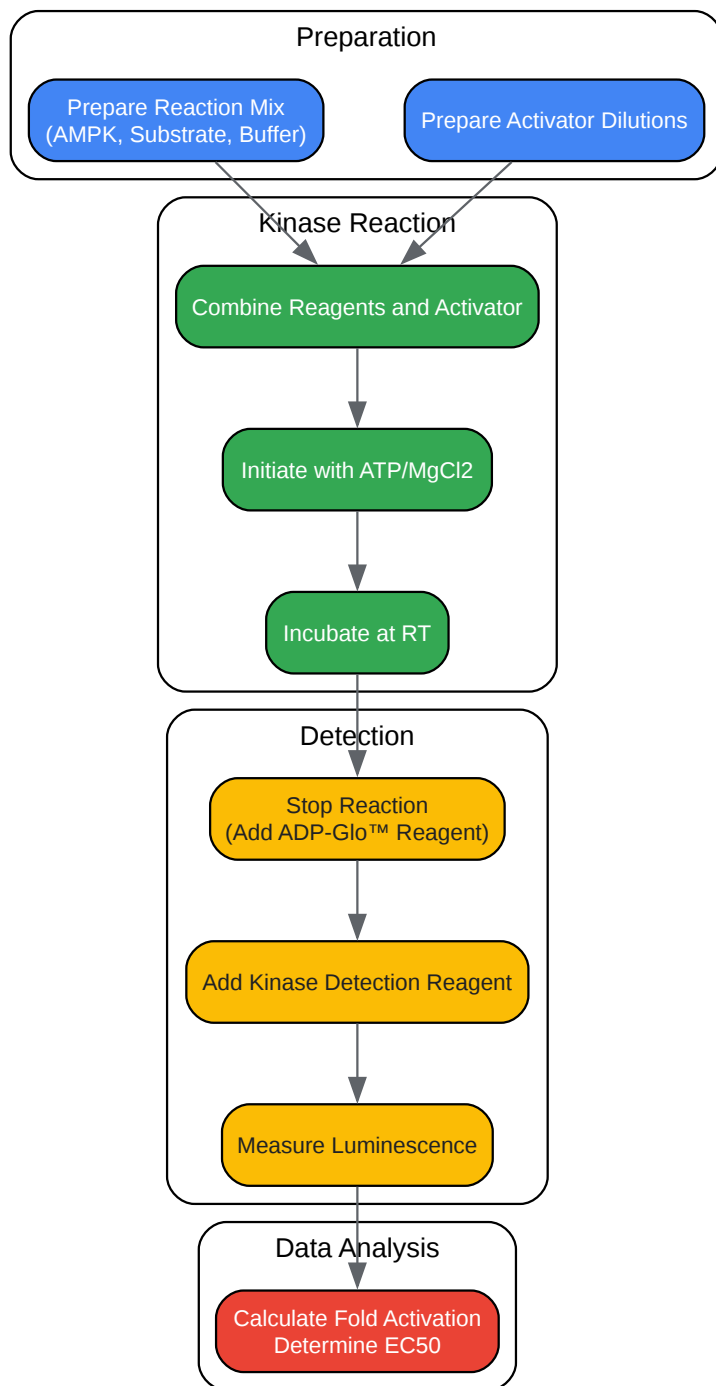 Preparation
Prepare Reaction Mix
(AMPK, Substrate, Buffer)
Prepare Activator Dilutions
Kinase Reaction
Combine Reagents and Activator
Initiate with ATP/MgCl2
Incubate at RT
Detection
Stop Reaction
(Add ADP-Glo™ Reagent)
Add Kinase Detection Reagent
Measure Luminescence
Data Analysis
Calculate Fold Activation
Determine EC50